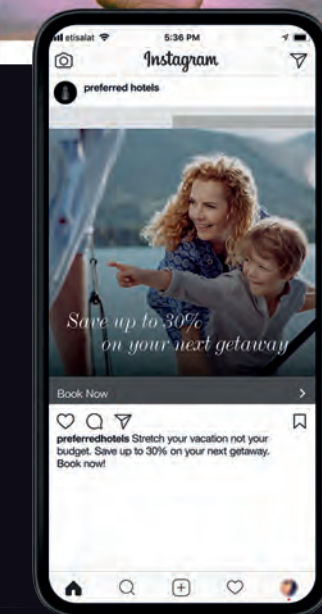 etisalat 5:36 PM
Instagram
preferred hotels
Save up to 30%
on your next getaway
Book Now
preferredhotels Stretch your vacation not your
budget. Save up to 30% on your next getaway.
Book now!